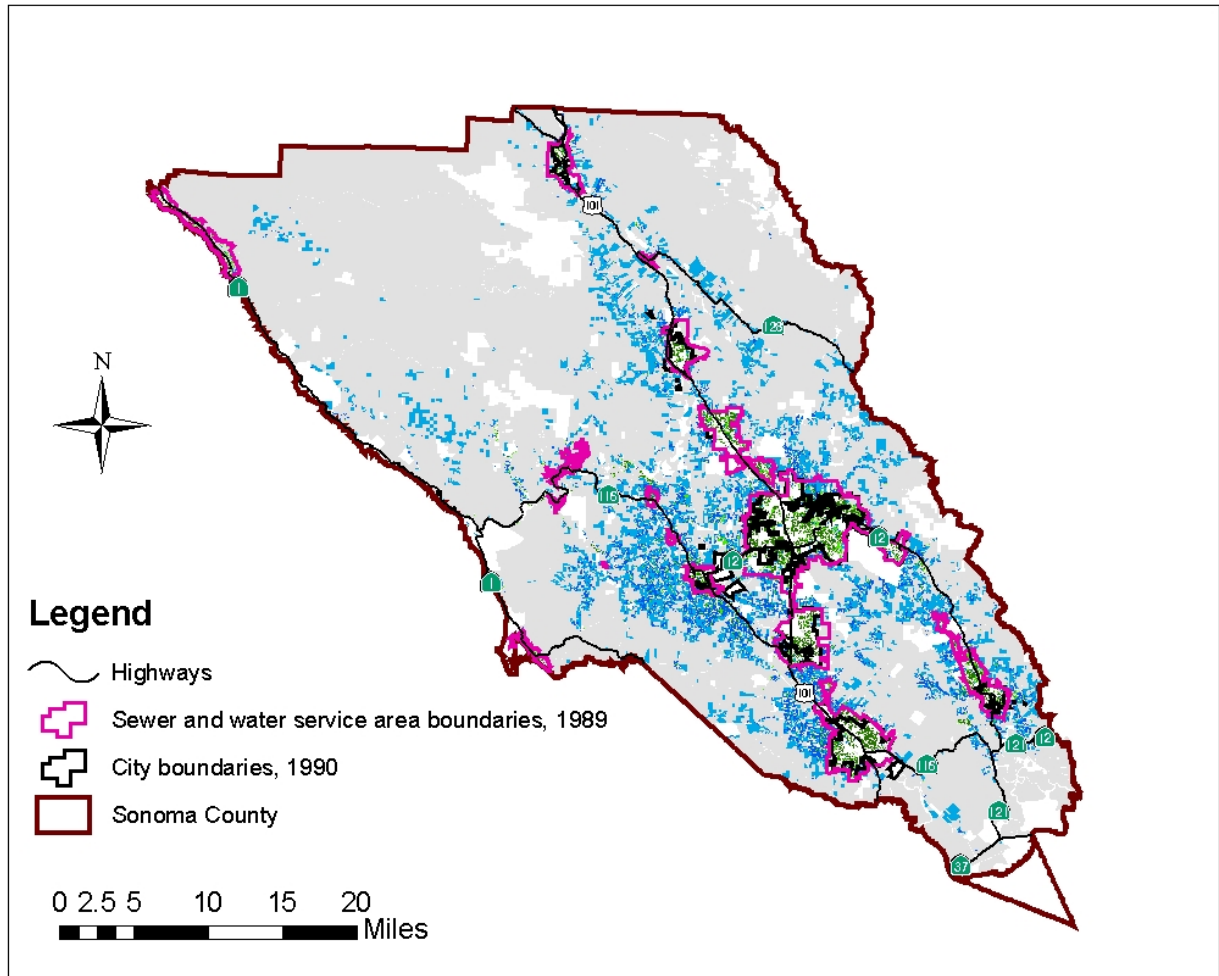 101
1
128
N
116
12
12
1
Legend
Highways
101
Sewer and water service area boundaries, 1989
12
121
City boundaries, 1990
116
Sonoma County
121
37
0 2.5 5 10 15 20
Miles